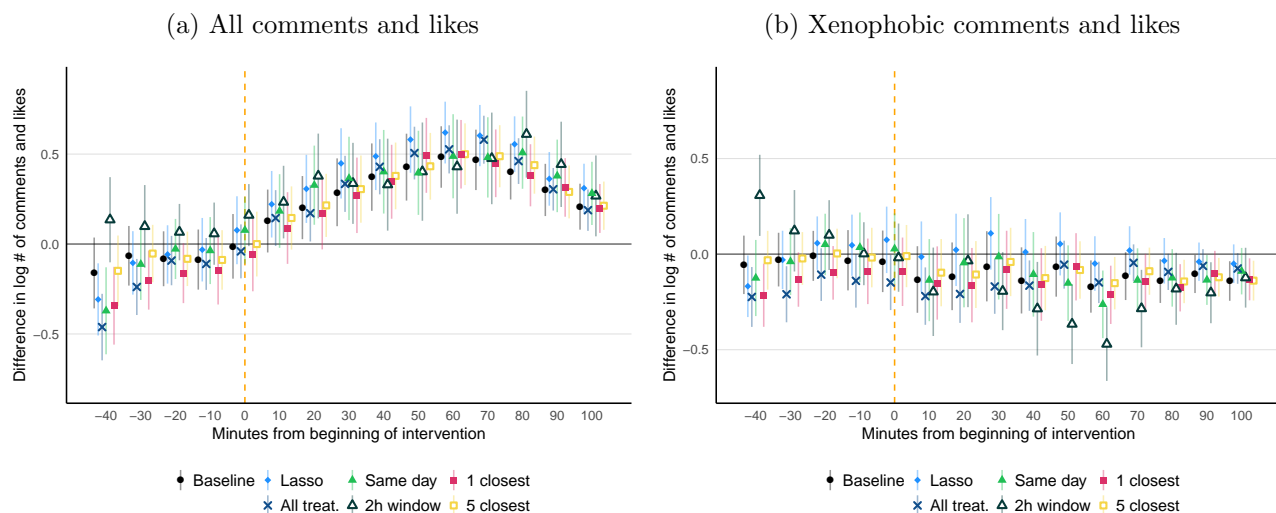 (a) All comments and likes
Difference in log # of comments and likes
0.5
0.0
−0.5
−40 −30 −20 −10 0 10 20 30 40 50 60 70 80 90 100
Minutes from beginning of intervention
Baseline Lasso Same day 1 closest
All treat. 2h window 5 closest
(b) Xenophobic comments and likes
Difference in log # of comments and likes
0.5
0.0
−0.5
−40 −30 −20 −10 0 10 20 30 40 50 60 70 80 90 100
Minutes from beginning of intervention
Baseline Lasso Same day 1 closest
All treat. 2h window 5 closest